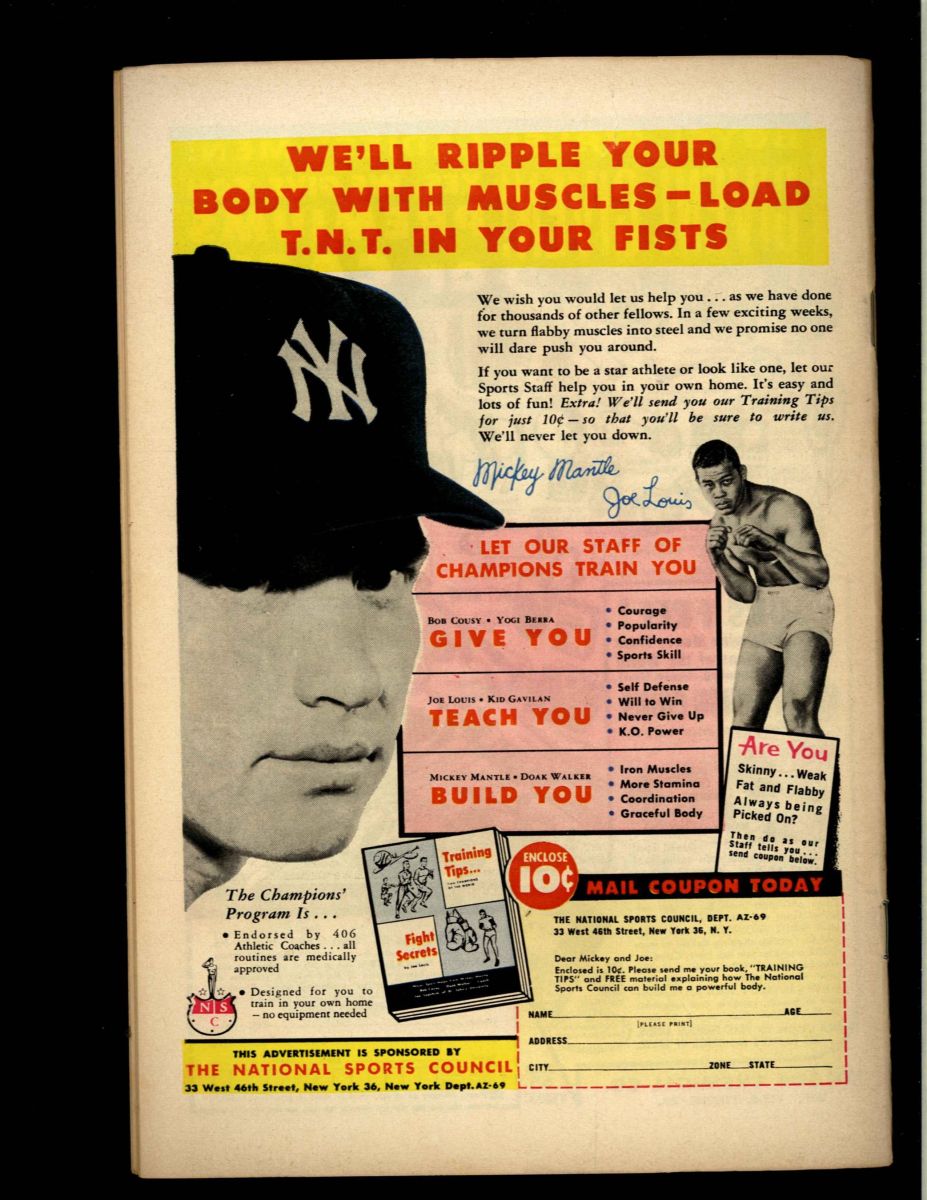 WE'LL RIPPLE YOUR
BODY WITH MUSCLES – LOAD
T.N.T. IN YOUR FISTS
NY
We wish you would let us help you . . . as we have done
for thousands of other fellows. In a few exciting weeks,
we turn flabby muscles into steel and we promise no one
will dare push you around.
If you want to be a star athlete or look like one, let our
Sports Staff help you in your own home. It's easy and
lots of fun! Extra! We'll send you our Training Tips
for just 10¢ — so that you'll be sure to write us.
We'll never let you down.
Mickey Mantle
Joe Louis
LET OUR STAFF OF
CHAMPIONS TRAIN YOU
BOB COUSY • YOGI BERRA
GIVE YOU
• Courage
• Popularity
• Confidence
• Sports Skill
JOE LOUIS • KID GAVILAN
TEACH YOU
• Self Defense
• Will to Win
• Never Give Up
• K.O. Power
MICKEY MANTLE • DOAK WALKER
BUILD YOU
• Iron Muscles
• More Stamina
• Coordination
• Graceful Body
Are You
Skinny...Weak
Fat and Flabby
Always being
Picked On?
Then do as our
Staff tells you...
send coupon below.
The Champions'
Program Is . . .
• Endorsed by 406
Athletic Coaches . . . all
routines are medically
approved
• Designed for you to
train in your own home
– no equipment needed
N S
C
Training
Tips...
OF THE WORLD
Fight
Secrets
by Joe Louis
ENCLOSE
10¢
MAIL COUPON TODAY
THE NATIONAL SPORTS COUNCIL, DEPT. AZ-69
33 West 46th Street, New York 36, N. Y.
Dear Mickey and Joe:
Enclosed is 10¢. Please send me your book, "TRAINING
TIPS" and FREE material explaining how The National
Sports Council can build me a powerful body.
NAME AGE
[PLEASE PRINT]
ADDRESS
CITY ZONE STATE
THIS ADVERTISEMENT IS SPONSORED BY
THE NATIONAL SPORTS COUNCIL
33 West 46th Street, New York 36, New York Dept. AZ-69